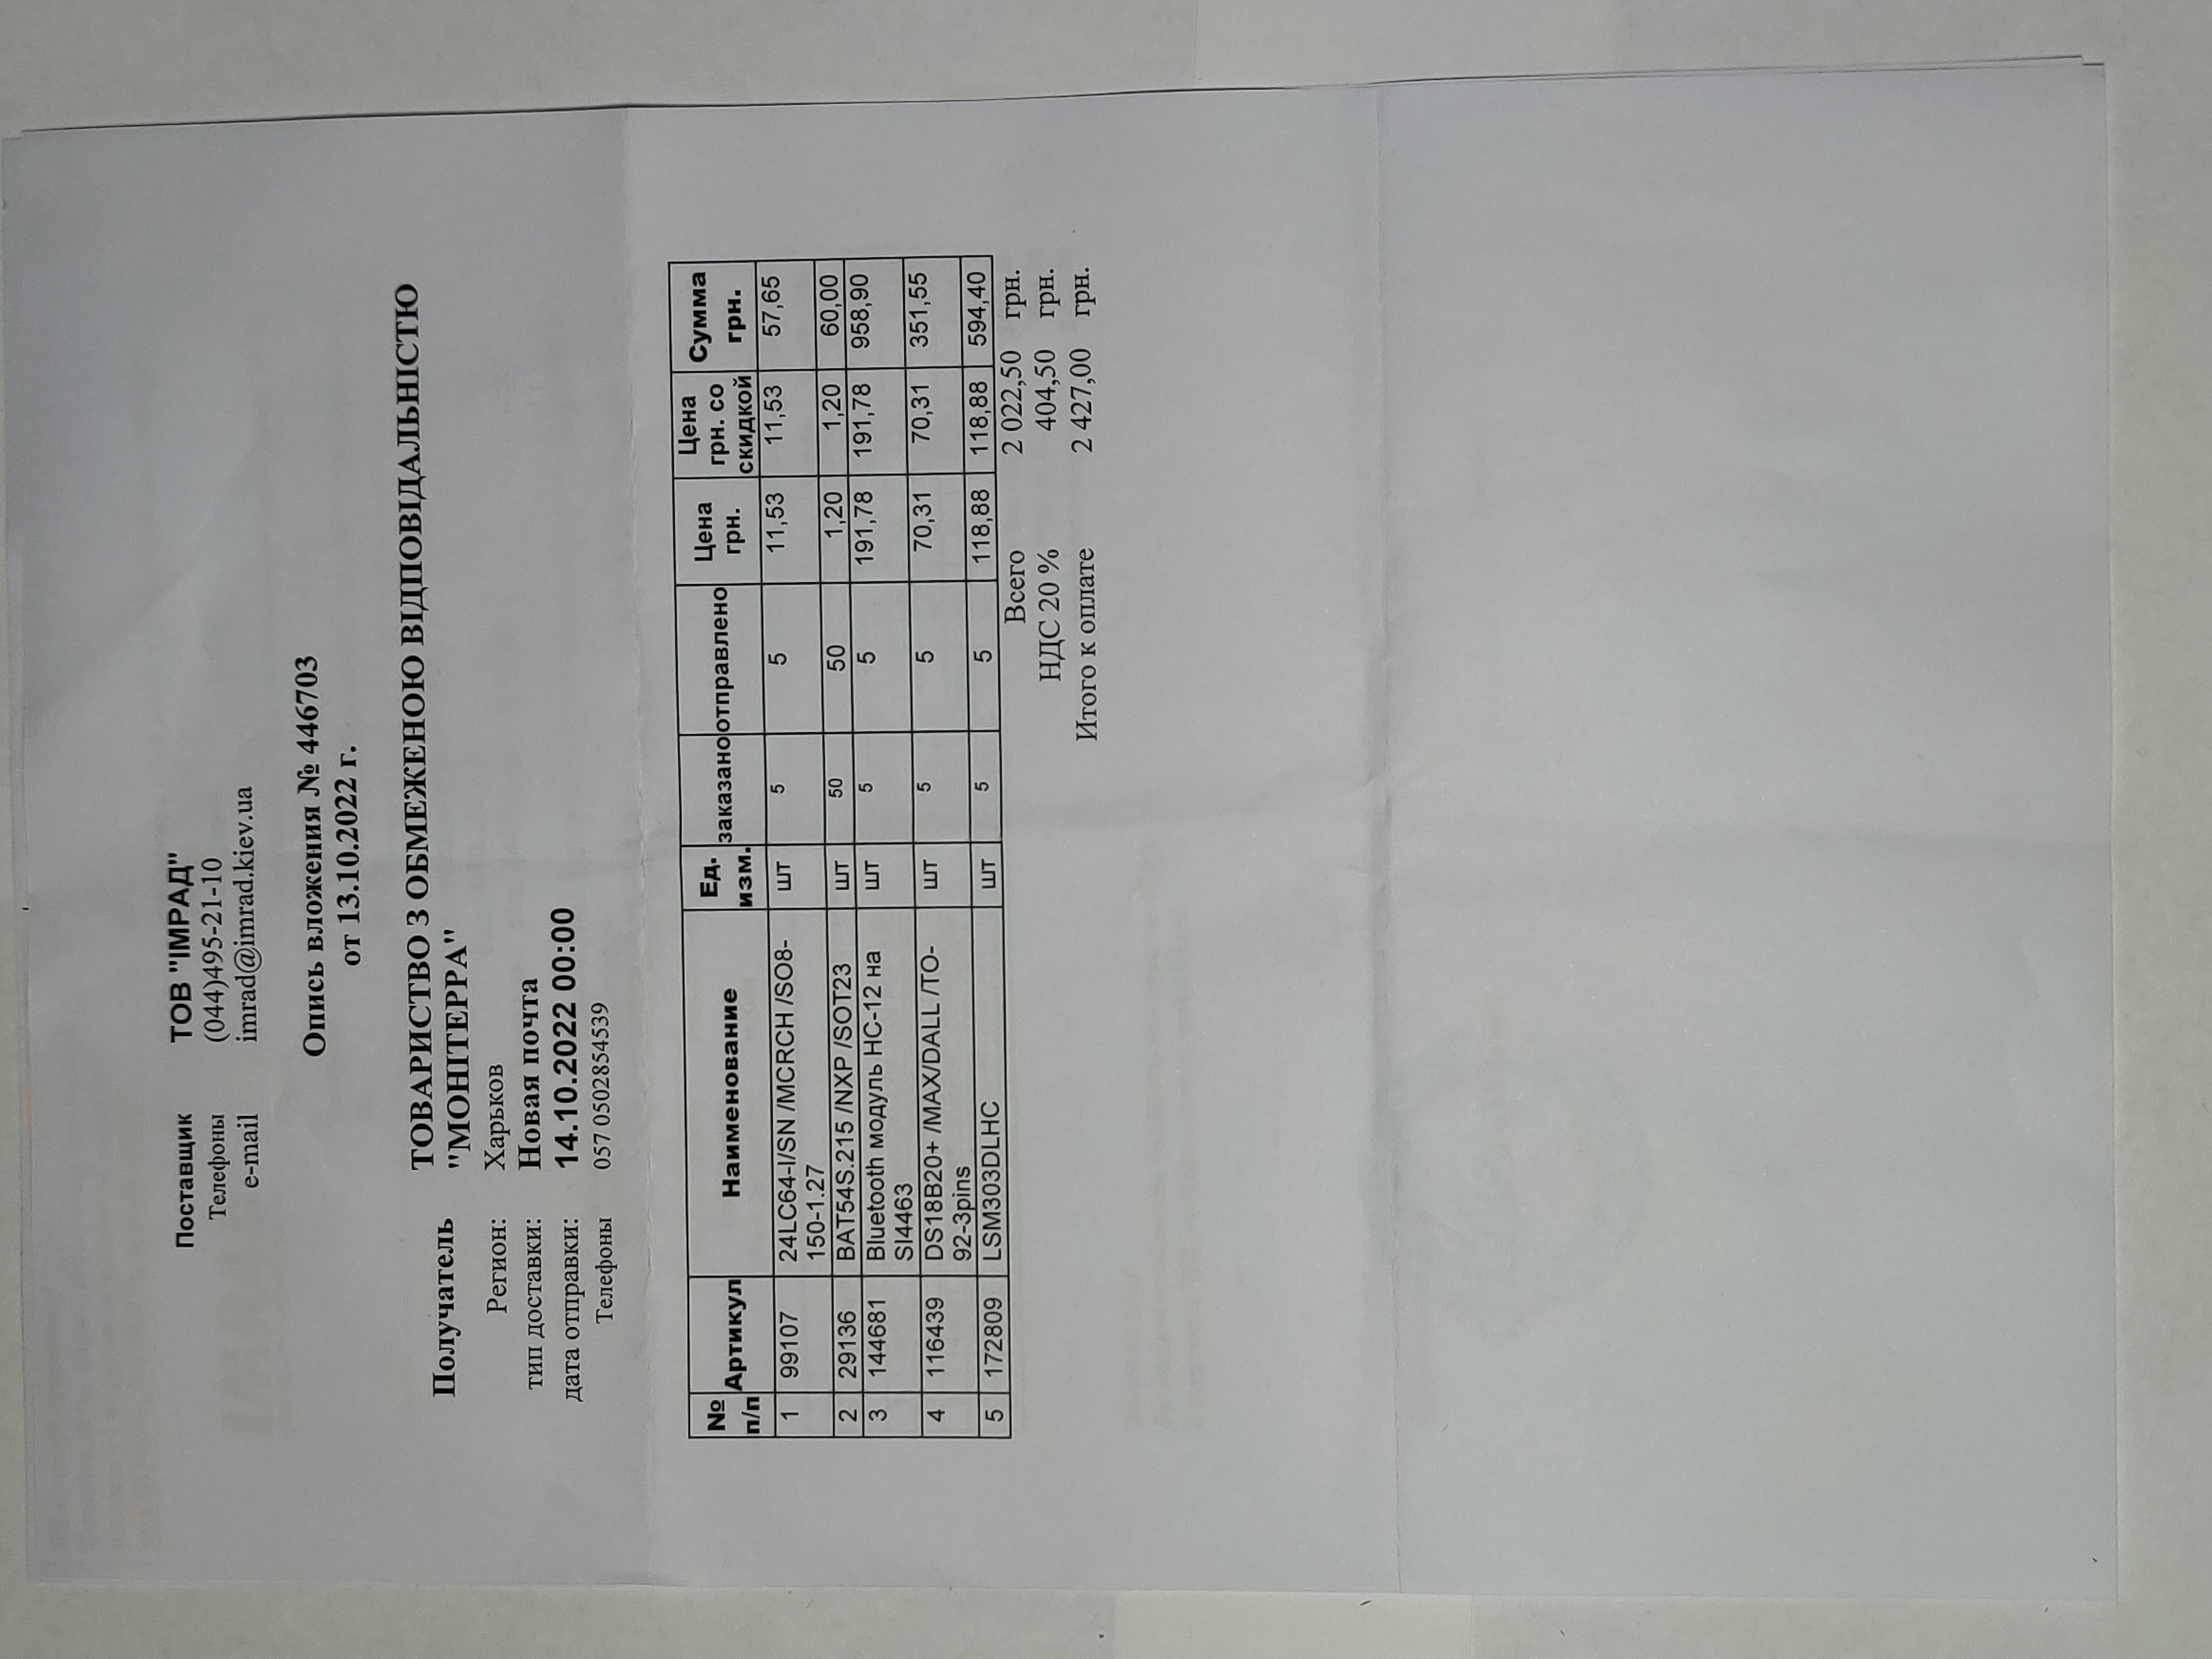 Поставщик ТОВ "ІМРАД"
Телефоны (044)495-21-10
e-mail imrad@imrad.kiev.ua
Опись вложения № 446703
от 13.10.2022 г.
Получатель ТОВАРИСТВО З ОБМЕЖЕНОЮ ВІДПОВІДАЛЬНІСТЮ
"МОНІТЕРРА"
Регион: Харьков
тип доставки: Новая почта
дата отправки: 14.10.2022 00:00
Телефоны 057 0502854539
№ п/п Артикул Наименование Ед. изм. заказано отправлено Цена грн. Цена грн. со скидкой Сумма грн.
1 99107 24LC64-I/SN /MCRCH /SO8- шт 5 5 11,53 11,53 57,65
150-1.27
2 29136 BAT54S.215 /NXP /SOT23 шт 50 50 1,20 1,20 60,00
3 144681 Bluetooth модуль HC-12 на шт 5 5 191,78 191,78 958,90
SI4463
4 116439 DS18B20+ /MAX/DALL /TO- шт 5 5 70,31 70,31 351,55
92-3pins
5 172809 LSM303DLHC шт 5 5 118,88 118,88 594,40
Всего 2 022,50 грн.
НДС 20 % 404,50 грн.
Итого к оплате 2 427,00 грн.